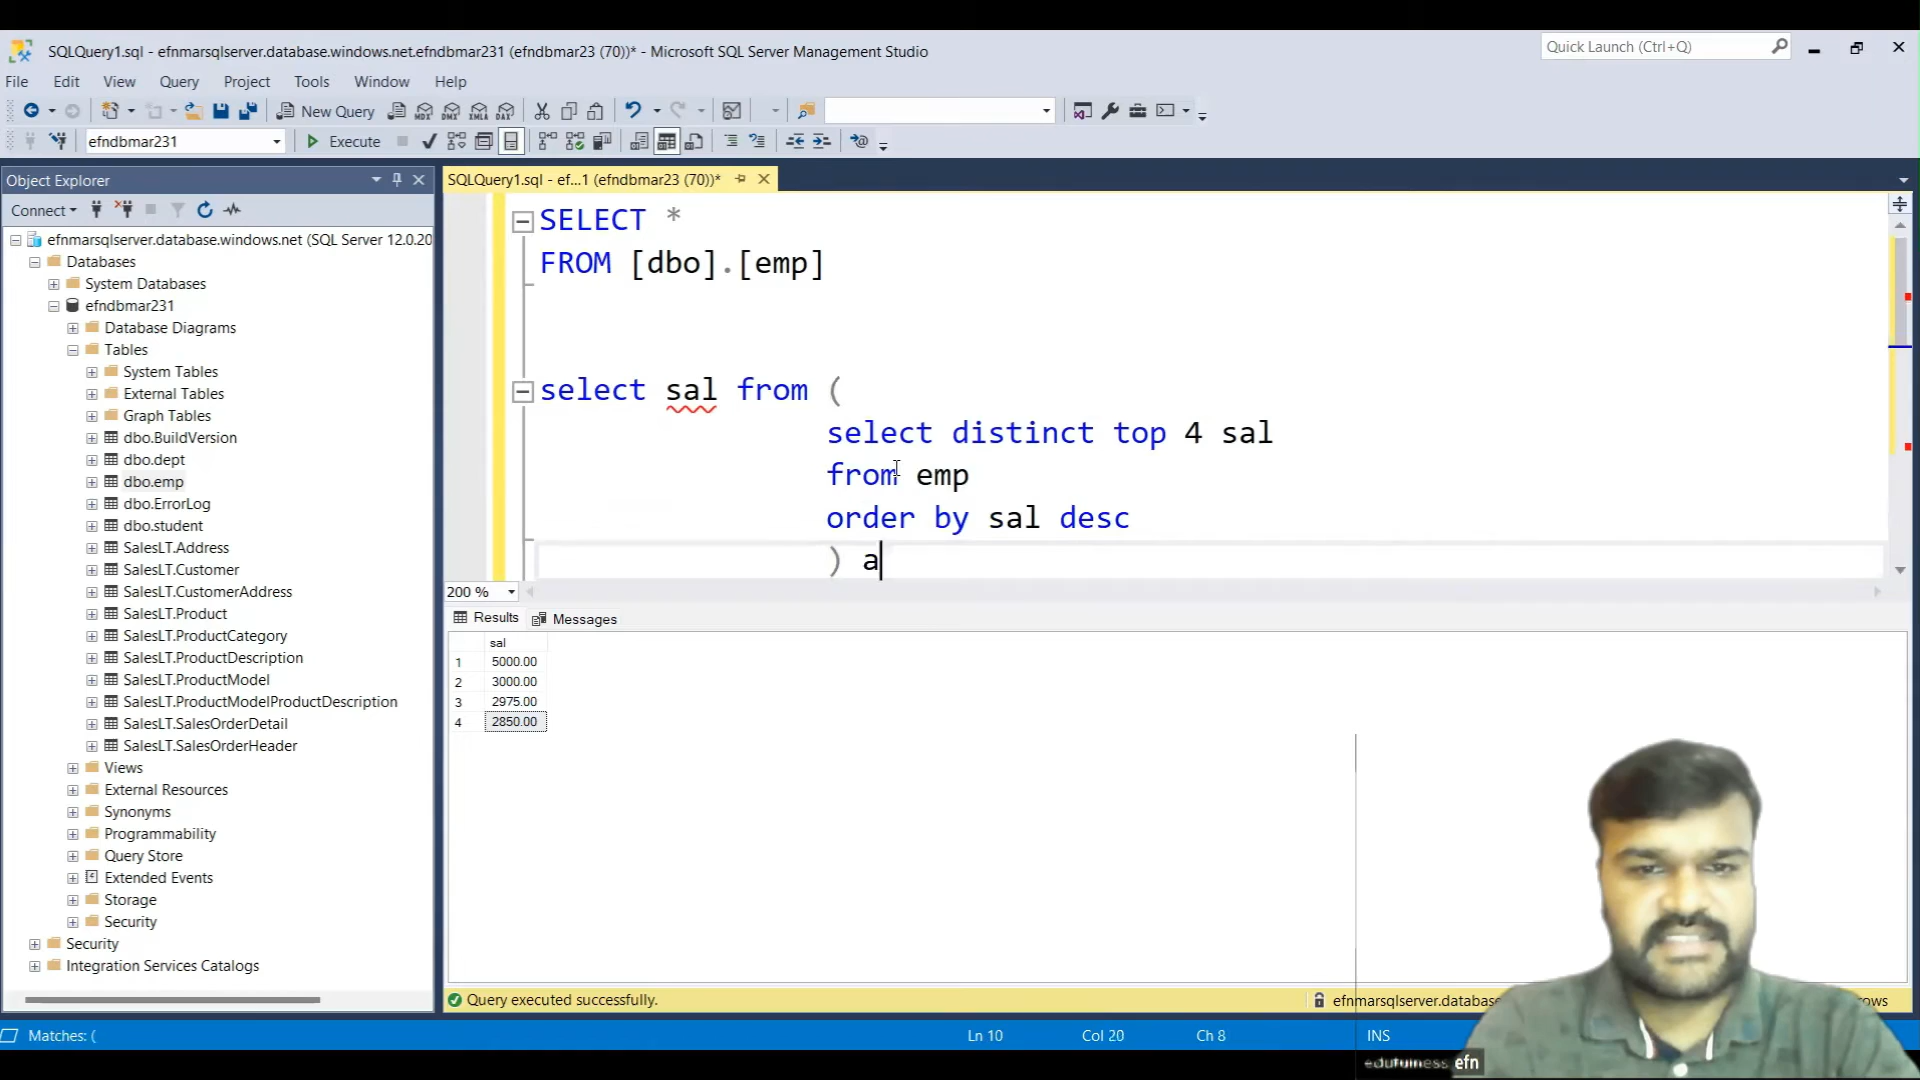 SQLQuery1.sql - efnmarsqlserver.database.windows.net.efndbmar231 (efndbmar23 (70))* - Microsoft SQL Server Management Studio
Quick Launch (Ctrl+Q)
File Edit View Query Project Tools Window Help
New Query
efndbmar231
Execute
Object Explorer
Connect
efnmarsqlserver.database.windows.net (SQL Server 12.0.20
Databases
System Databases
efndbmar231
Database Diagrams
Tables
System Tables
External Tables
Graph Tables
dbo.BuildVersion
dbo.dept
dbo.emp
dbo.ErrorLog
dbo.student
SalesLT.Address
SalesLT.Customer
SalesLT.CustomerAddress
SalesLT.Product
SalesLT.ProductCategory
SalesLT.ProductDescription
SalesLT.ProductModel
SalesLT.ProductModelProductDescription
SalesLT.SalesOrderDetail
SalesLT.SalesOrderHeader
Views
External Resources
Synonyms
Programmability
Query Store
Extended Events
Storage
Security
Security
Integration Services Catalogs
SQLQuery1.sql - ef...1 (efndbmar23 (70))*
SELECT *
FROM [dbo].[emp]
select sal from (
select distinct top 4 sal
from emp
order by sal desc
) a
200 %
Results Messages
sal
1 5000.00
2 3000.00
3 2975.00
4 2850.00
Query executed successfully.
efnmarsqlserver.database
ows
Matches: (
Ln 10 Col 20 Ch 8 INS
efn